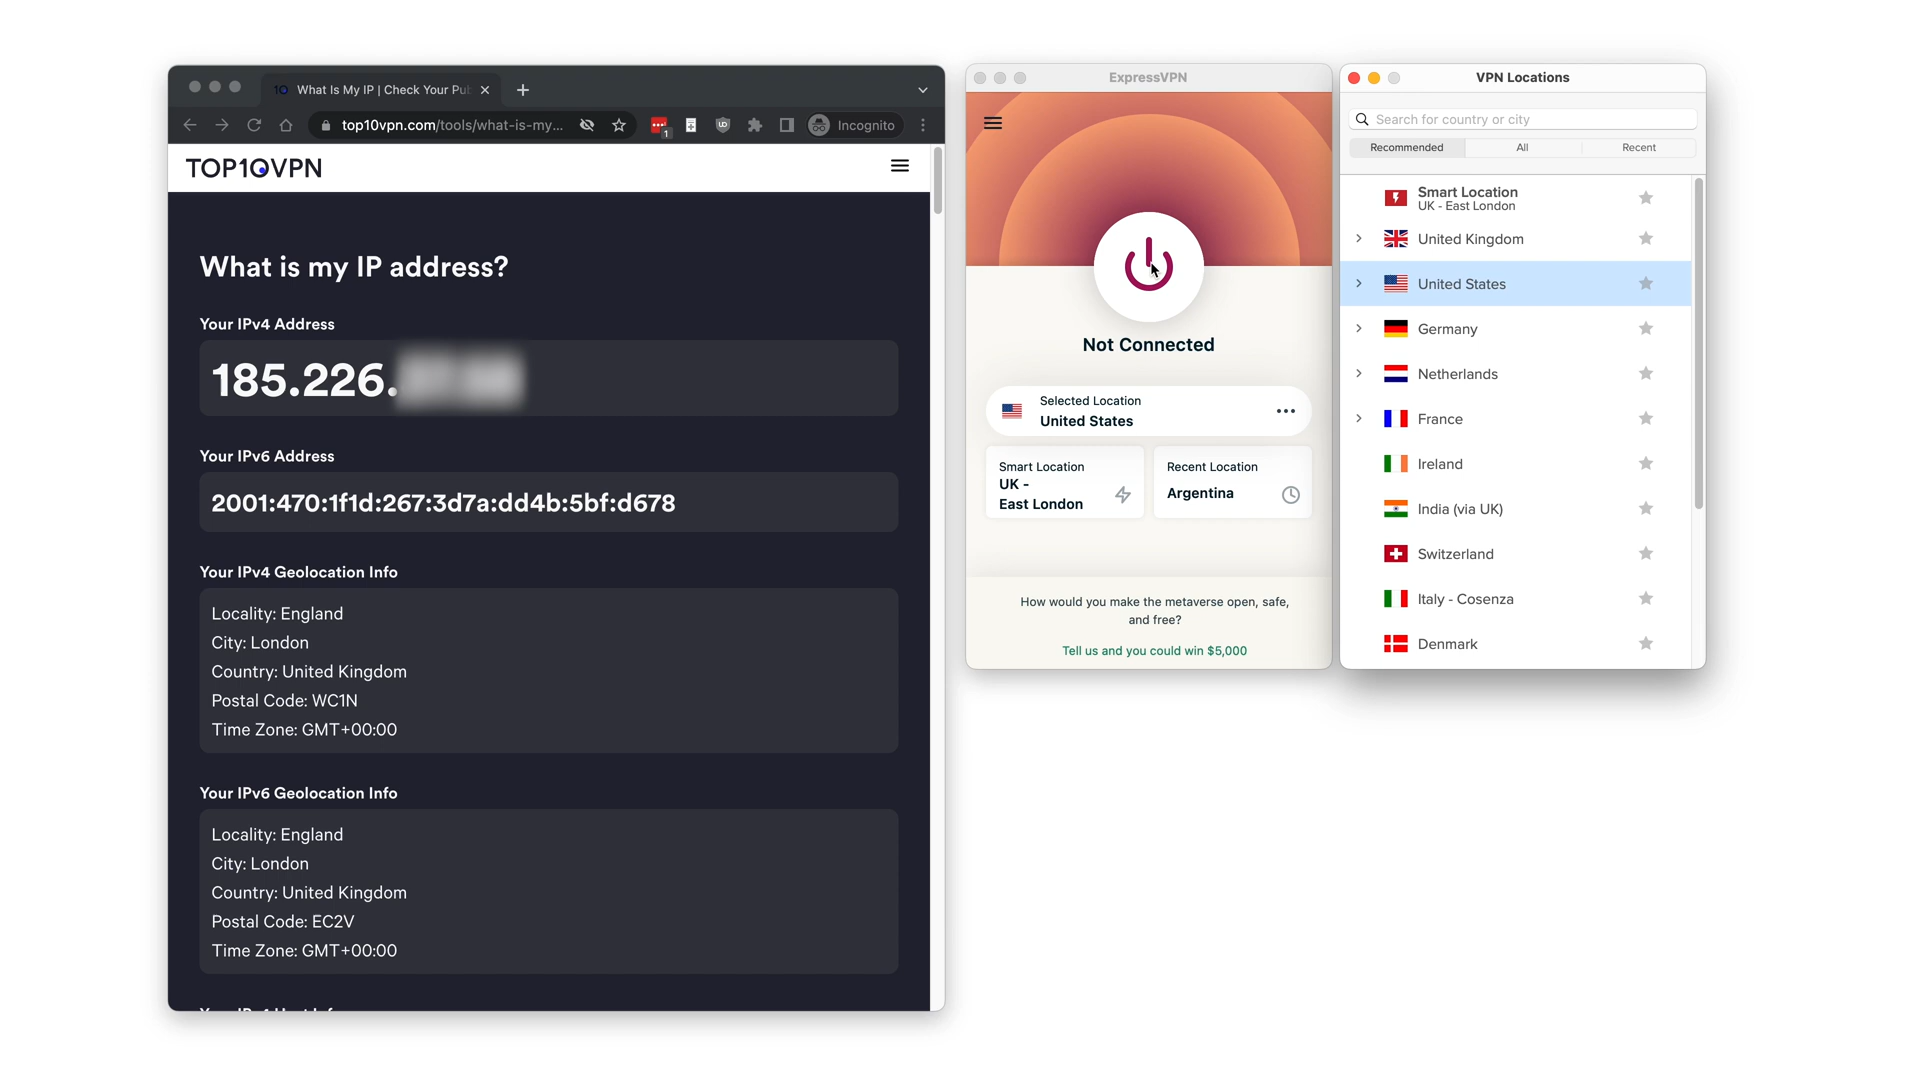 What Is My IP | Check Your Pu
top10vpn.com/tools/what-is-my...
1
Incognito
TOP10VPN
What is my IP address?
Your IPv4 Address
185.226.
Your IPv6 Address
2001:470:1f1d:267:3d7a:dd4b:5bf:d678
Your IPv4 Geolocation Info
Locality: England
City: London
Country: United Kingdom
Postal Code: WC1N
Time Zone: GMT+00:00
Your IPv6 Geolocation Info
Locality: England
City: London
Country: United Kingdom
Postal Code: EC2V
Time Zone: GMT+00:00
ExpressVPN
Not Connected
Selected Location
United States
Smart Location
UK -
East London
Recent Location
Argentina
How would you make the metaverse open, safe,
and free?
Tell us and you could win $5,000
VPN Locations
Search for country or city
Recommended
All
Recent
Smart Location
UK - East London
United Kingdom
United States
Germany
Netherlands
France
Ireland
India (via UK)
Switzerland
Italy - Cosenza
Denmark